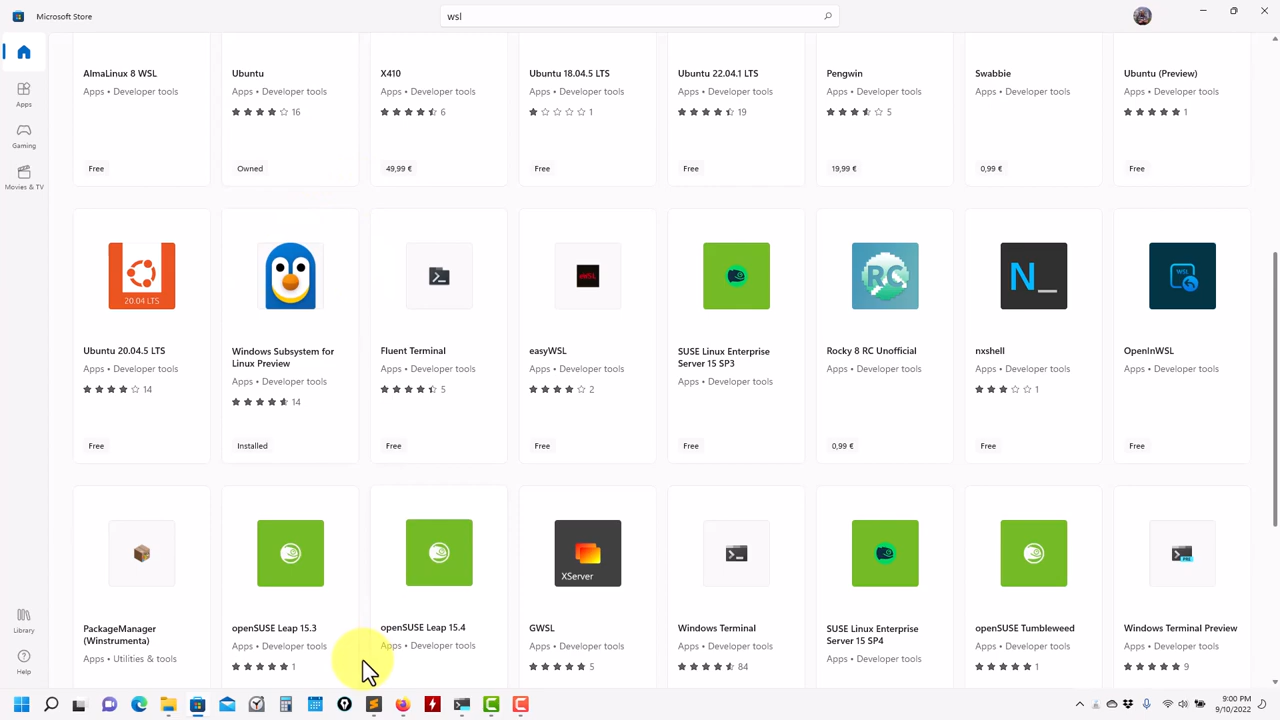 Microsoft Store
wsl
AlmaLinux 8 WSL
Ubuntu
X410
Ubuntu 18.04.5 LTS
Ubuntu 22.04.1 LTS
Pengwin
Swabbie
Ubuntu (Preview)
Apps • Developer tools
Apps • Developer tools
Apps • Developer tools
Apps • Developer tools
Apps • Developer tools
Apps • Developer tools
Apps • Developer tools
Apps • Developer tools
16
6
1
19
5
1
Free
Owned
49,99 €
Free
Free
19,99 €
0,99 €
Free
Apps
Gaming
Movies & TV
20.04 LTS
WSL
RC
N_
WSL
Ubuntu 20.04.5 LTS
Windows Subsystem for
Linux Preview
Fluent Terminal
easyWSL
SUSE Linux Enterprise
Server 15 SP3
Rocky 8 RC Unofficial
nxshell
OpenInWSL
Apps • Developer tools
Apps • Developer tools
Apps • Developer tools
Apps • Developer tools
Apps • Developer tools
Apps • Developer tools
Apps • Developer tools
Apps • Developer tools
14
14
5
2
1
Free
Installed
Free
Free
Free
0,99 €
Free
Free
XServer
PRE
PackageManager
(Winstrumenta)
openSUSE Leap 15.3
openSUSE Leap 15.4
GWSL
Windows Terminal
SUSE Linux Enterprise
Server 15 SP4
openSUSE Tumbleweed
Windows Terminal Preview
Apps • Utilities & tools
Apps • Developer tools
Apps • Developer tools
Apps • Developer tools
Apps • Developer tools
Apps • Developer tools
Apps • Developer tools
Apps • Developer tools
1
5
84
1
9
Library
Help
9:00 PM
9/10/2022